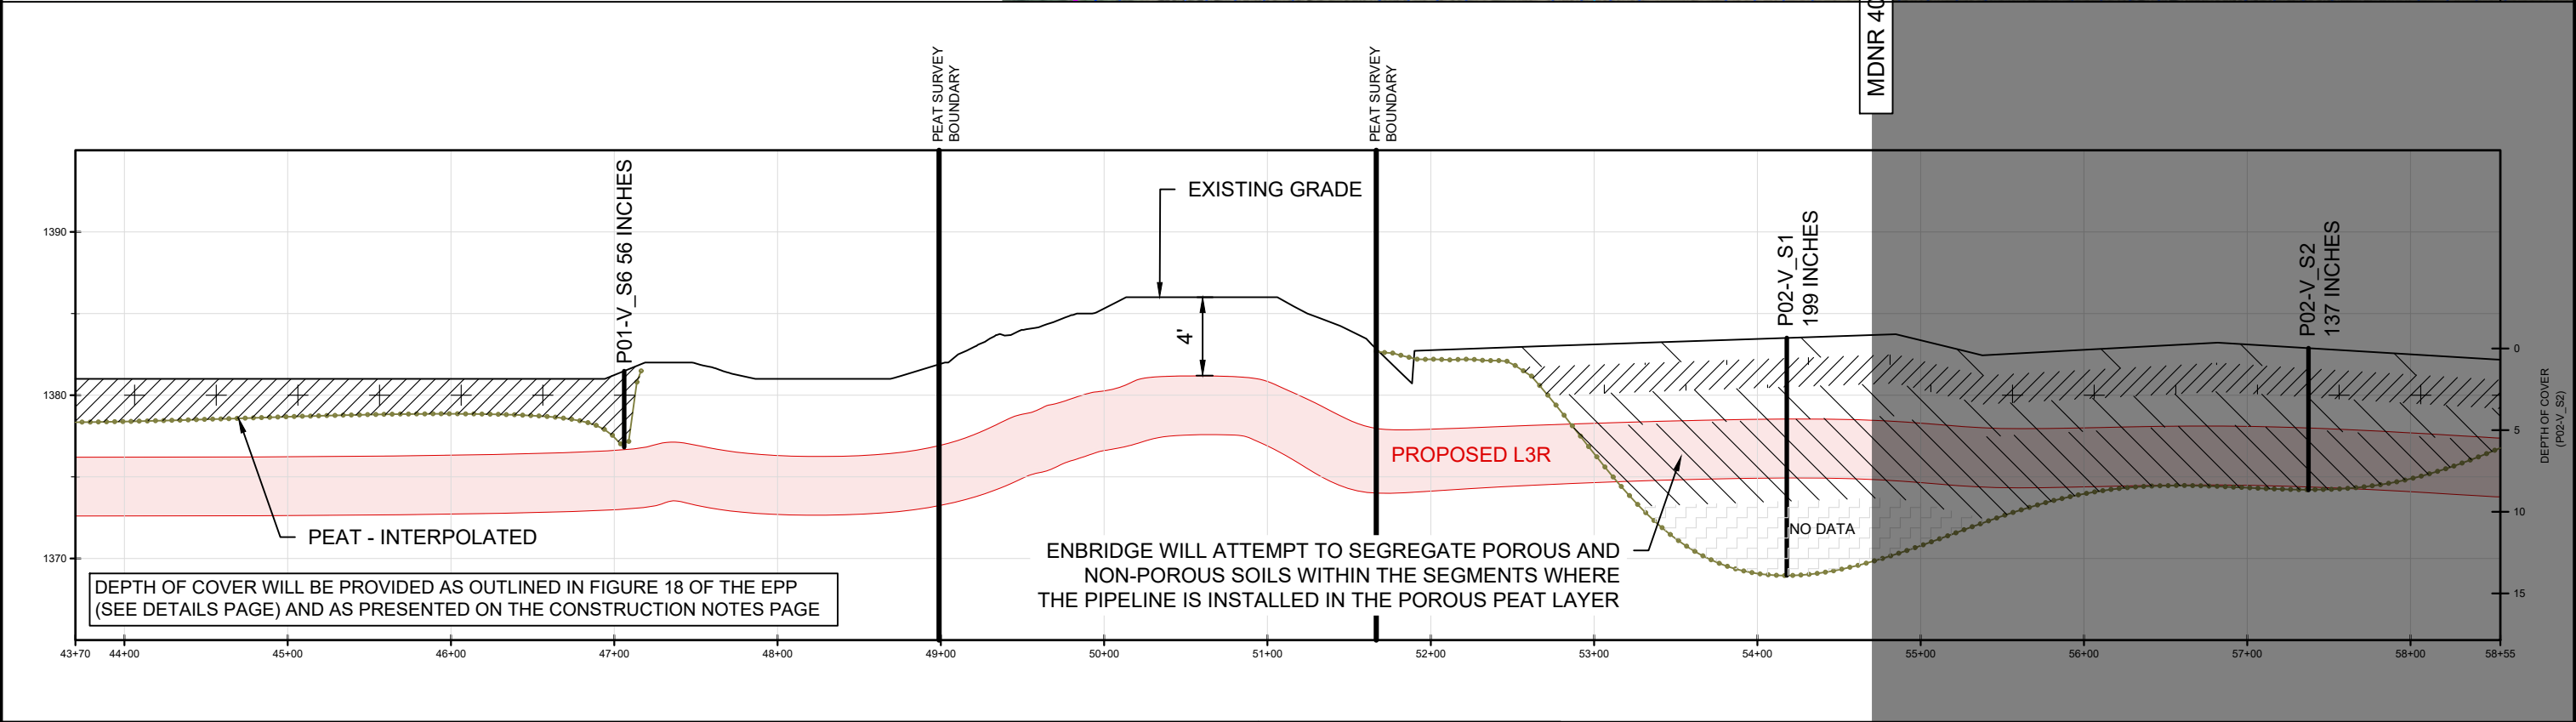 MDNR 40
PEAT SURVEY
BOUNDARY
PEAT SURVEY
BOUNDARY
EXISTING GRADE
4'
P01-V_S6 56 INCHES
P02-V_S1
199 INCHES
P02-V_S2
137 INCHES
1390
1380
1370
0
5
10
15
DEPTH OF COVER
(P02-V_S2)
PROPOSED L3R
PEAT - INTERPOLATED
NO DATA
ENBRIDGE WILL ATTEMPT TO SEGREGATE POROUS AND
NON-POROUS SOILS WITHIN THE SEGMENTS WHERE
THE PIPELINE IS INSTALLED IN THE POROUS PEAT LAYER
DEPTH OF COVER WILL BE PROVIDED AS OUTLINED IN FIGURE 18 OF THE EPP
(SEE DETAILS PAGE) AND AS PRESENTED ON THE CONSTRUCTION NOTES PAGE
43+70 44+00 45+00 46+00 47+00 48+00 49+00 50+00 51+00 52+00 53+00 54+00 55+00 56+00 57+00 58+00 58+55